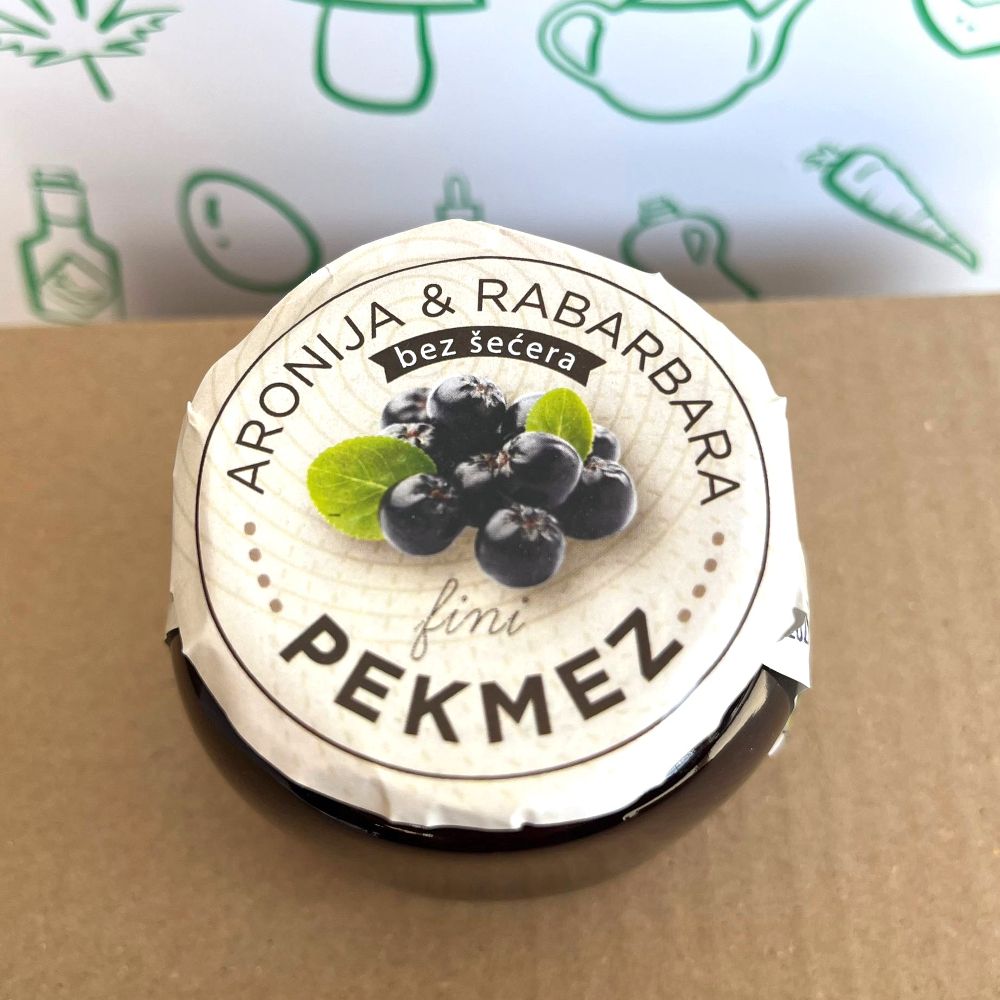 ARONIJA & RABARBARA
bez šećera
fini
PEKMEZ